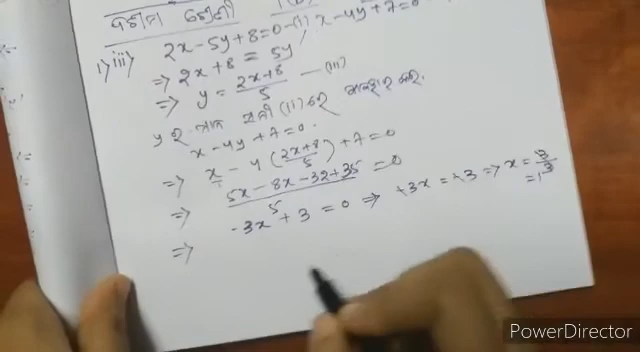 ଦଶମ ଶ୍ରେଣୀ
1) iii) 2x-5y+8=0-(i), x-4y+7=0
⇒ 2x+8 = 5y
⇒ y = (2x+8)/5 —(iii)
y ର ମାନ (ii) ରେ
x-4y+7=0.
⇒ x - 4((2x+8)/5) + 7 = 0
⇒ (5x-8x-32+35)/5 = 0
⇒ -3x + 3 = 0 ⇒ +3x = +3 ⇒ x = 3/3 = 1
PowerDirector